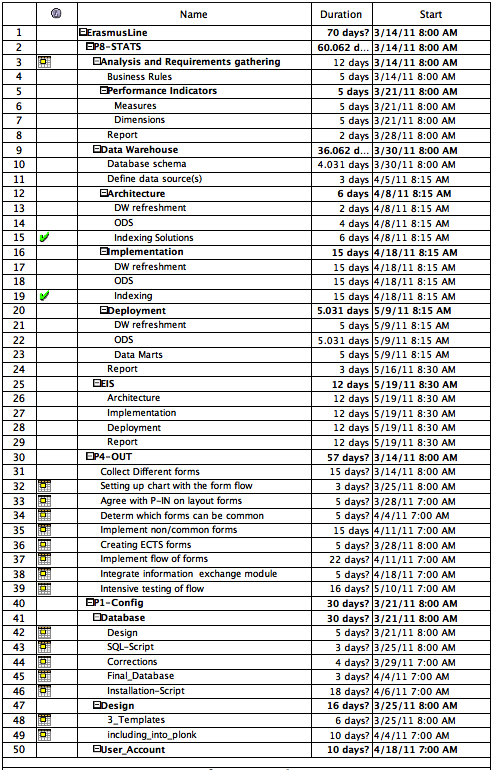 Name Duration Start
1 ErasmusLine 70 days? 3/14/11 8:00 AM
2 P8-STATS 60.062 d... 3/14/11 8:00 AM
3 Analysis and Requirements gathering 12 days 3/14/11 8:00 AM
4 Business Rules 5 days 3/14/11 8:00 AM
5 Performance Indicators 5 days 3/21/11 8:00 AM
6 Measures 5 days 3/21/11 8:00 AM
7 Dimensions 5 days 3/21/11 8:00 AM
8 Report 2 days 3/28/11 8:00 AM
9 Data Warehouse 36.062 d... 3/30/11 8:00 AM
10 Database schema 4.031 days 3/30/11 8:00 AM
11 Define data source(s) 3 days 4/5/11 8:15 AM
12 Architecture 6 days 4/8/11 8:15 AM
13 DW refreshment 2 days 4/8/11 8:15 AM
14 ODS 4 days 4/8/11 8:15 AM
15 Indexing Solutions 6 days 4/8/11 8:15 AM
16 Implementation 15 days 4/18/11 8:15 AM
17 DW refreshment 15 days 4/18/11 8:15 AM
18 ODS 15 days 4/18/11 8:15 AM
19 Indexing 15 days 4/18/11 8:15 AM
20 Deployment 5.031 days 5/9/11 8:15 AM
21 DW refreshment 5 days 5/9/11 8:15 AM
22 ODS 5.031 days 5/9/11 8:15 AM
23 Data Marts 5 days 5/9/11 8:15 AM
24 Report 3 days 5/16/11 8:30 AM
25 EIS 12 days 5/19/11 8:30 AM
26 Architecture 12 days 5/19/11 8:30 AM
27 Implementation 12 days 5/19/11 8:30 AM
28 Deployment 12 days 5/19/11 8:30 AM
29 Report 12 days 5/19/11 8:30 AM
30 P4-OUT 57 days? 3/14/11 8:00 AM
31 Collect Different forms 15 days? 3/14/11 8:00 AM
32 Setting up chart with the form flow 3 days? 3/25/11 8:00 AM
33 Agree with P-IN on layout forms 5 days? 3/28/11 7:00 AM
34 Determ which forms can be common 5 days? 4/4/11 7:00 AM
35 Implement non/common forms 15 days 4/11/11 7:00 AM
36 Creating ECTS forms 5 days? 3/28/11 8:00 AM
37 Implement flow of forms 22 days? 4/11/11 7:00 AM
38 Integrate information exchange module 5 days? 4/18/11 7:00 AM
39 Intensive testing of flow 16 days? 5/10/11 7:00 AM
40 P1-Config 30 days? 3/21/11 8:00 AM
41 Database 30 days? 3/21/11 8:00 AM
42 Design 5 days? 3/21/11 8:00 AM
43 SQL-Script 3 days? 3/25/11 8:00 AM
44 Corrections 4 days? 3/29/11 7:00 AM
45 Final_Database 3 days? 4/4/11 7:00 AM
46 Installation-Script 18 days? 4/6/11 7:00 AM
47 Design 16 days? 3/25/11 8:00 AM
48 3_Templates 6 days? 3/25/11 8:00 AM
49 including_into_plonk 10 days? 4/4/11 7:00 AM
50 User_Account 10 days? 4/18/11 7:00 AM